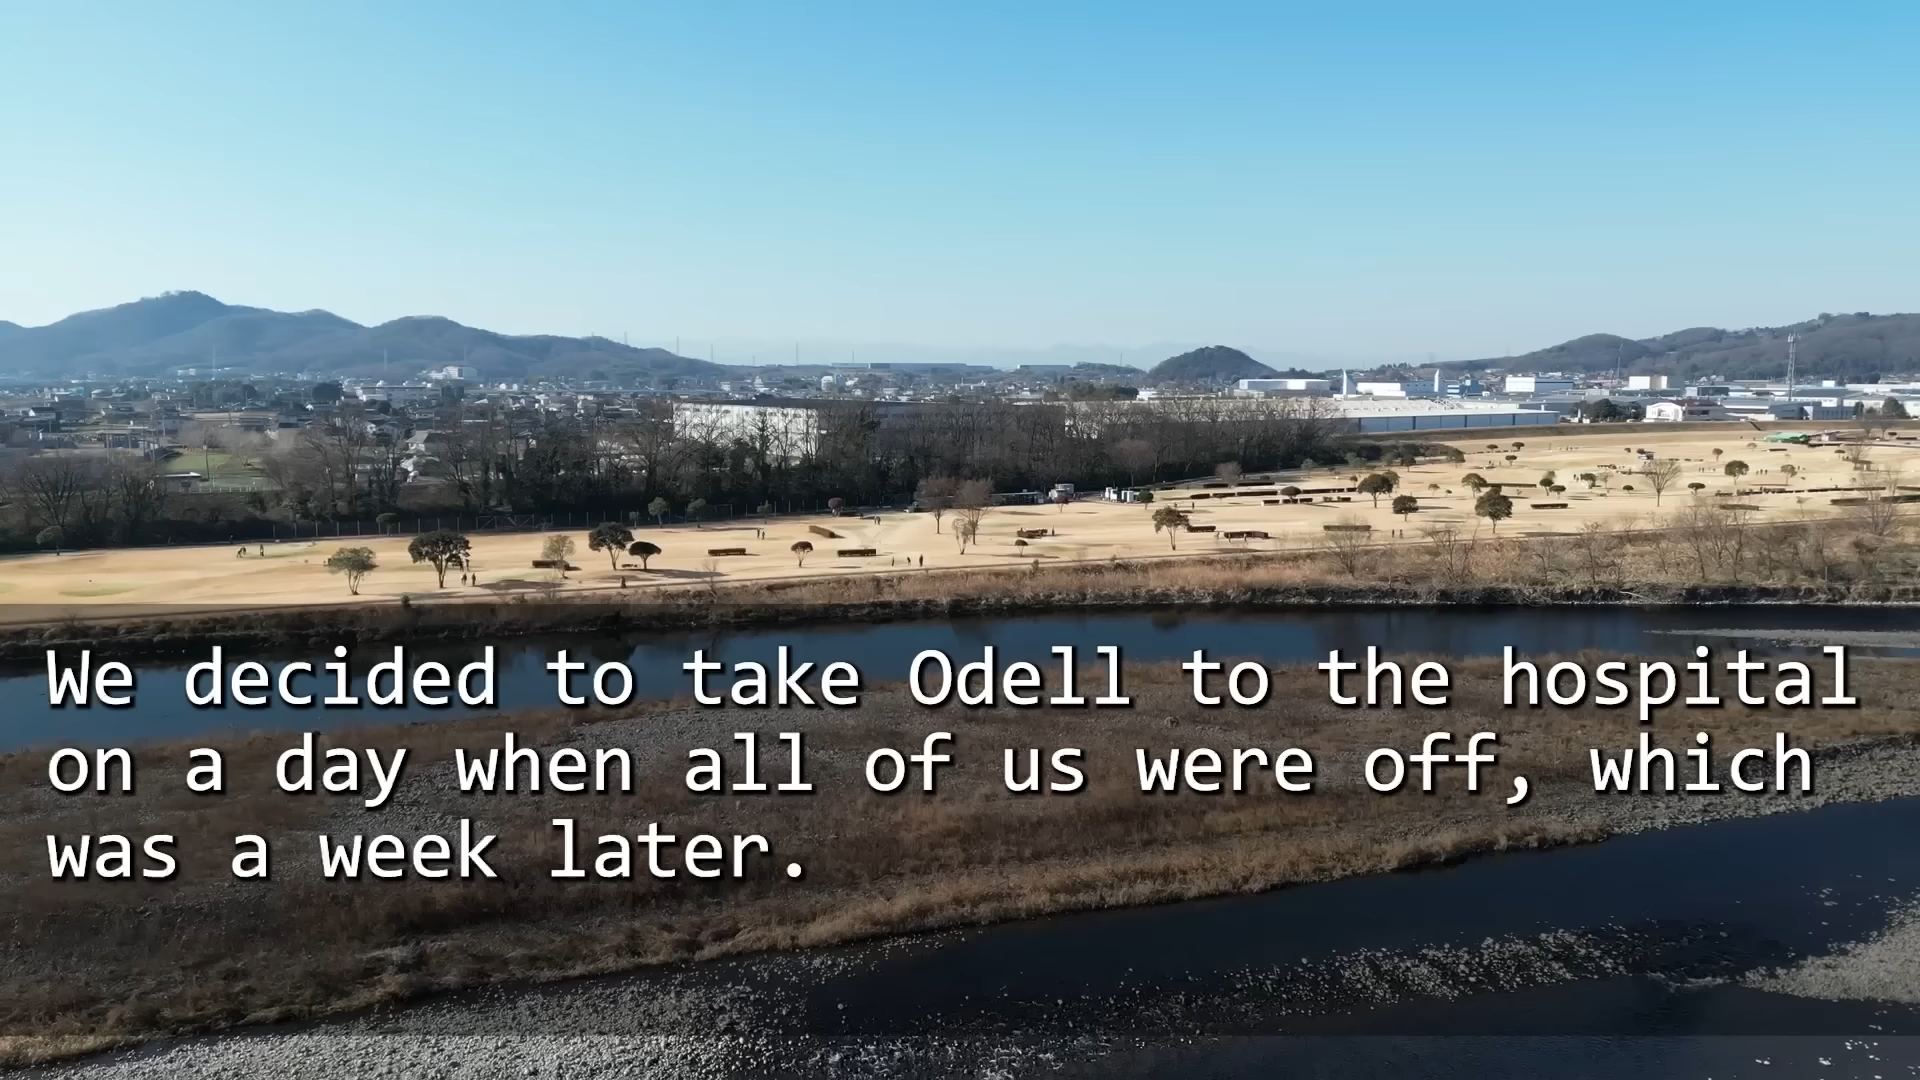 We decided to take Odell to the hospital
on a day when all of us were off, which
was a week later.